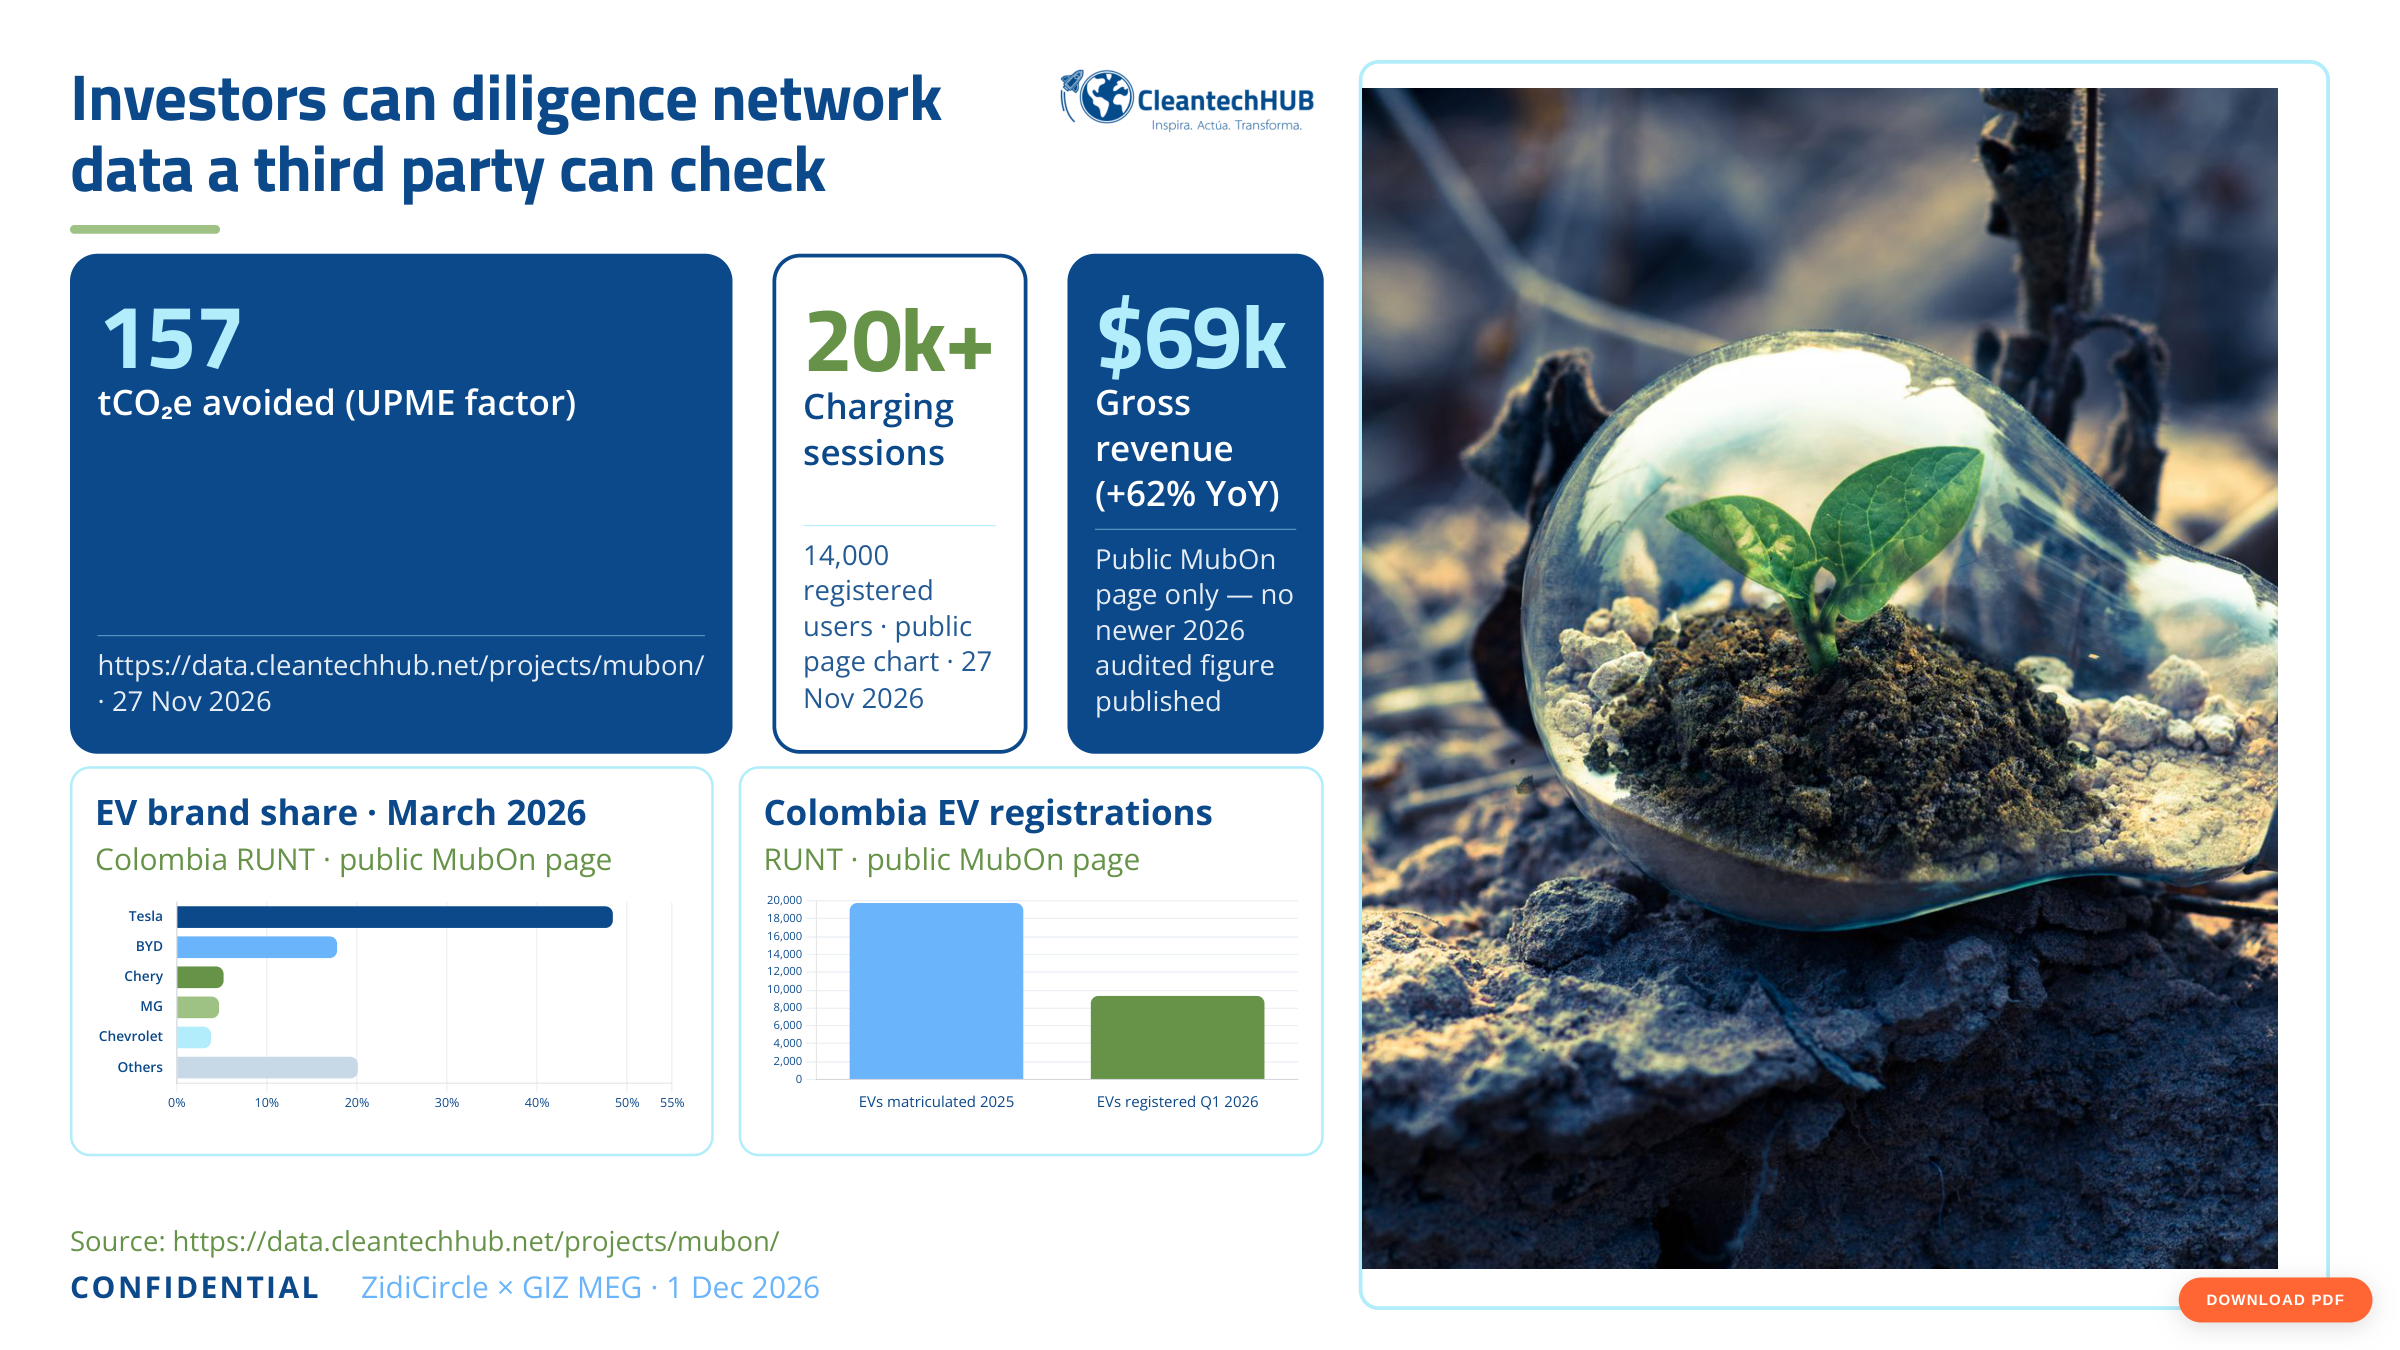 Investors can diligence network
data a third party can check
CleantechHUB
Inspira. Actúa. Transforma.
157
tCO₂e avoided (UPME factor)
https://data.cleantechhub.net/projects/mubon/
· 27 Nov 2026
20k+
Charging
sessions
14,000
registered
users · public
page chart · 27
Nov 2026
$69k
Gross
revenue
(+62% YoY)
Public MubOn
page only — no
newer 2026
audited figure
published
EV brand share · March 2026
Colombia RUNT · public MubOn page
Tesla
BYD
Chery
MG
Chevrolet
Others
0% 10% 20% 30% 40% 50% 55%
Colombia EV registrations
RUNT · public MubOn page
20,000
18,000
16,000
14,000
12,000
10,000
8,000
6,000
4,000
2,000
0
EVs matriculated 2025 EVs registered Q1 2026
Source: https://data.cleantechhub.net/projects/mubon/
CONFIDENTIAL ZidiCircle × GIZ MEG · 1 Dec 2026
DOWNLOAD PDF